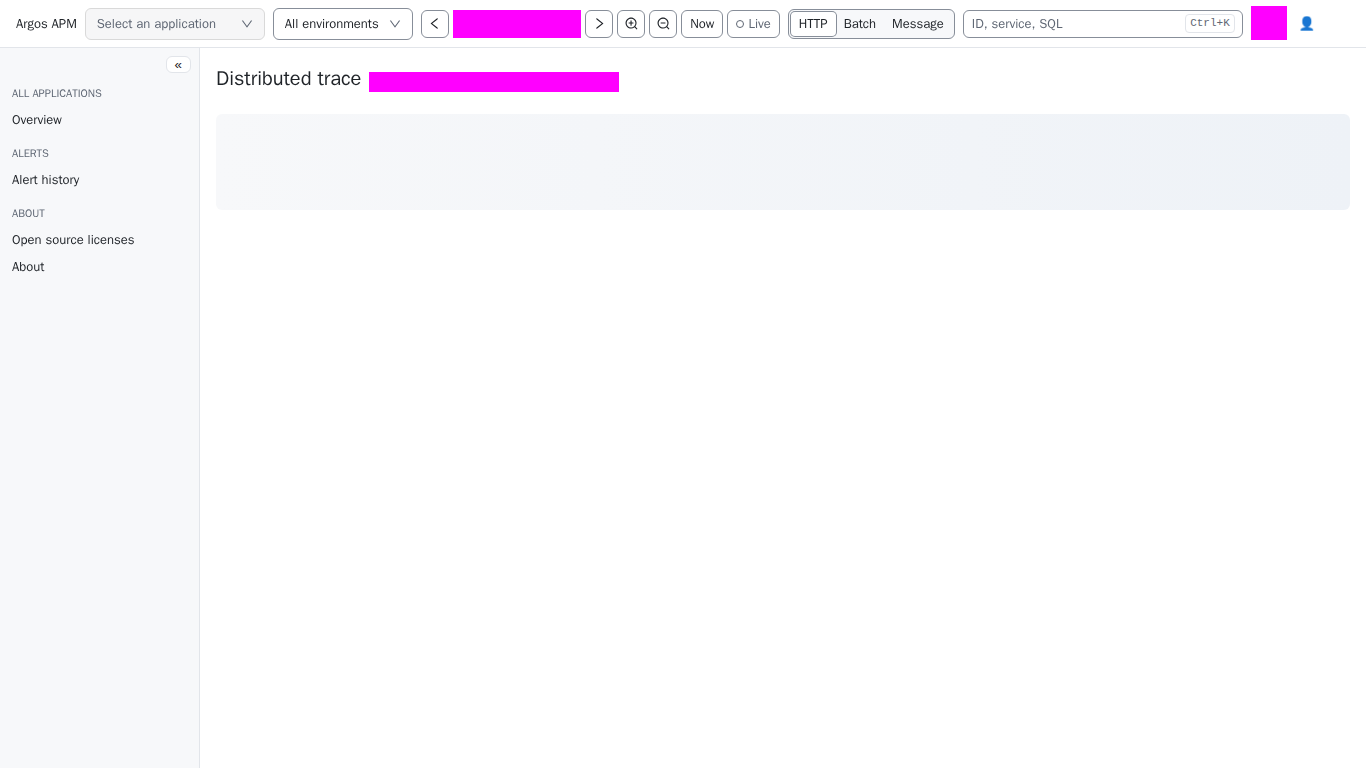 Argos APM Select an application All environments Now Live HTTP Batch Message ID, service, SQL Ctrl+K
«
ALL APPLICATIONS
Overview
ALERTS
Alert history
ABOUT
Open source licenses
About
Distributed trace